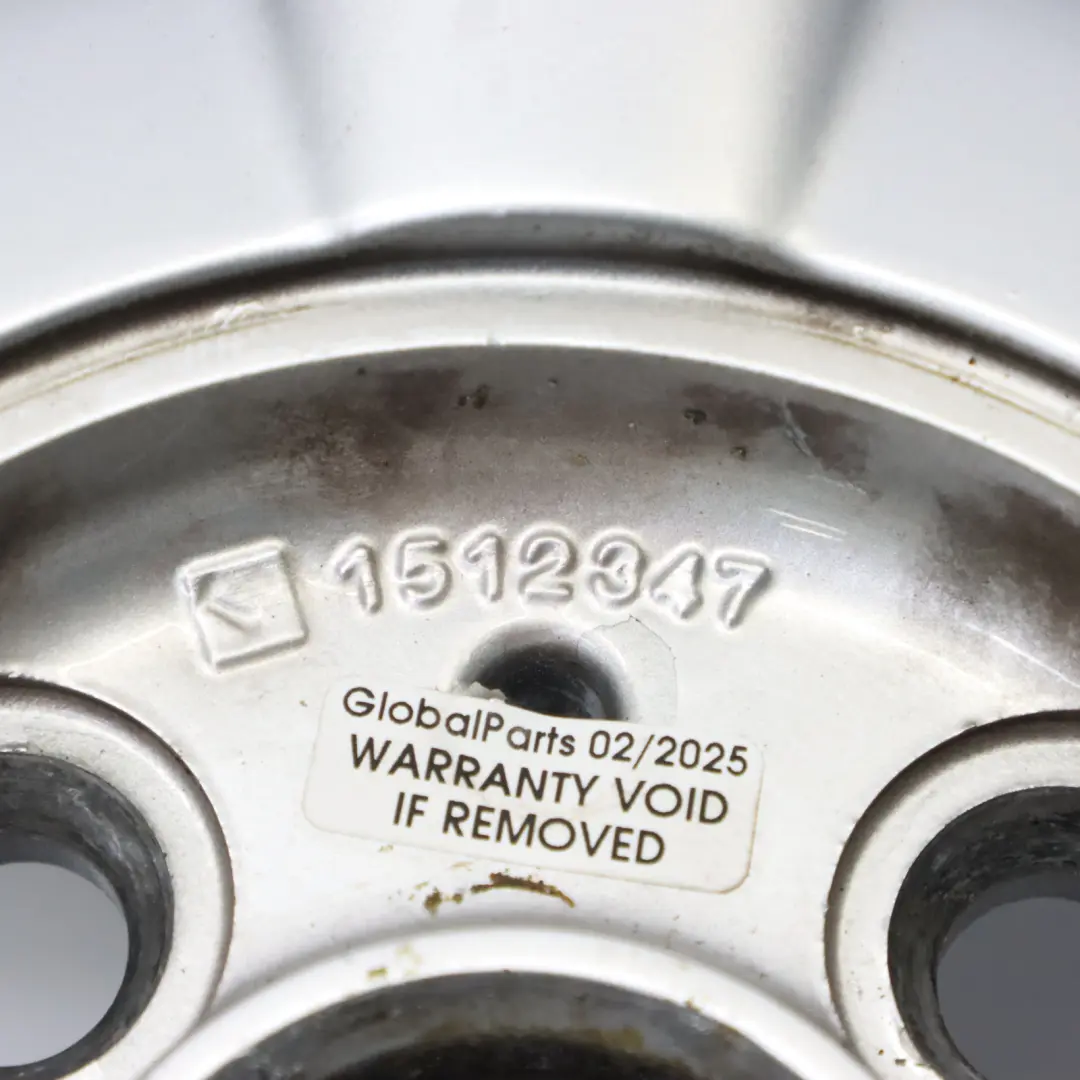 1512347
GlobalParts 02/2025
WARRANTY VOID
IF REMOVED